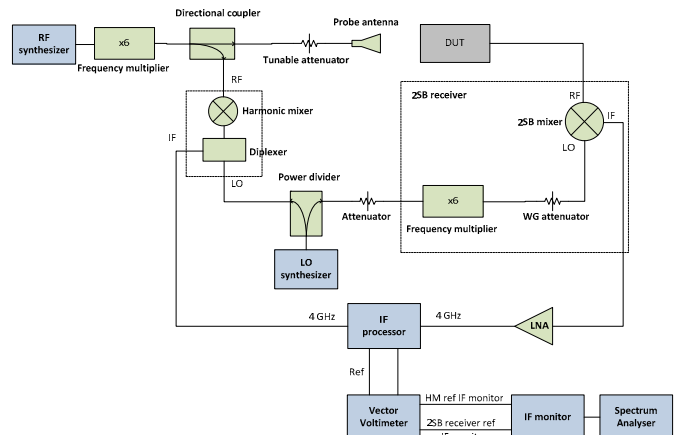 Directional coupler
Probe antenna
RF
synthesizer
x6
Frequency multiplier
Tunable attenuator
DUT
RF
2SB receiver
RF
Harmonic mixer
2SB mixer
IF
IF
LO
Diplexer
LO
Power divider
x6
Attenuator
WG attenuator
Frequency multiplier
LO
synthesizer
4 GHz
IF
processor
4 GHz
LNA
Ref
HM ref IF monitor
Vector
Voltimeter
2SB receiver ref
IF monitor
Spectrum
Analyser